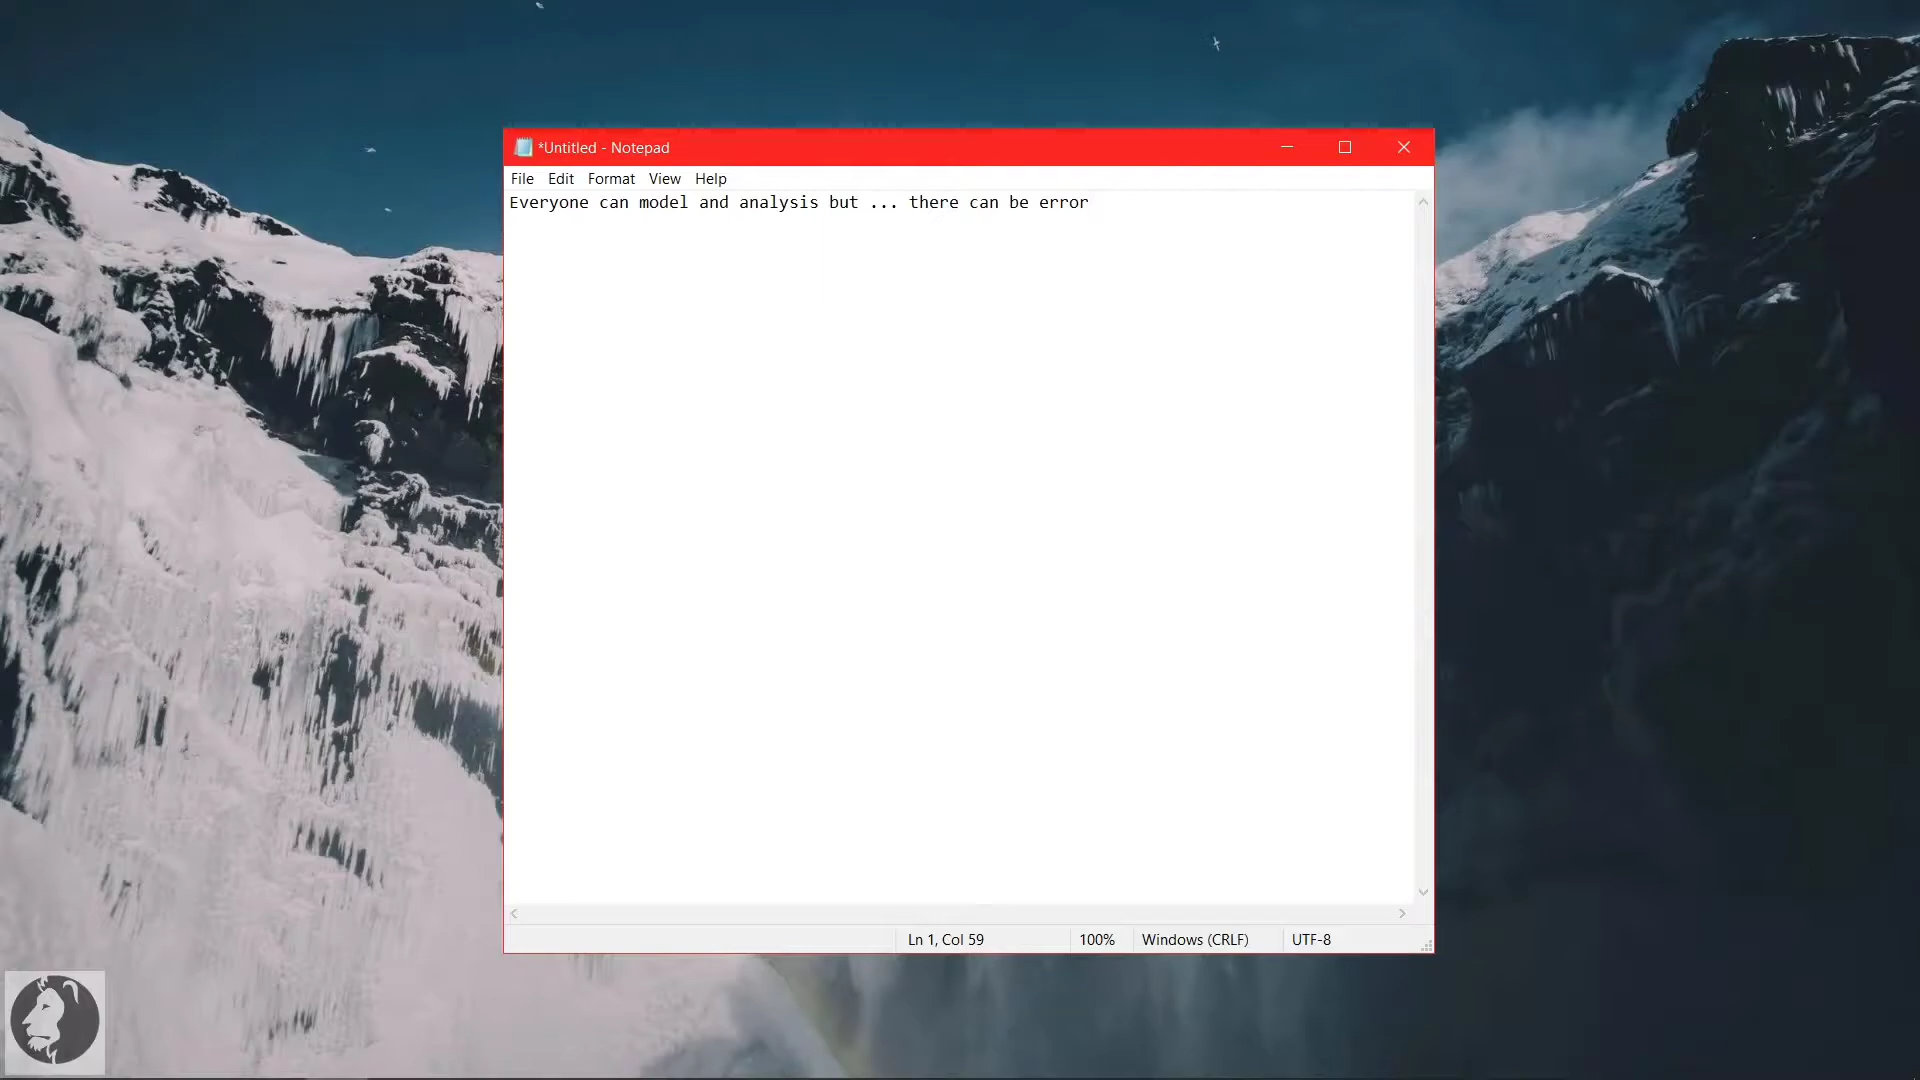 *Untitled - Notepad
File Edit Format View Help
Everyone can model and analysis but ... there can be error
Ln 1, Col 59 100% Windows (CRLF) UTF-8